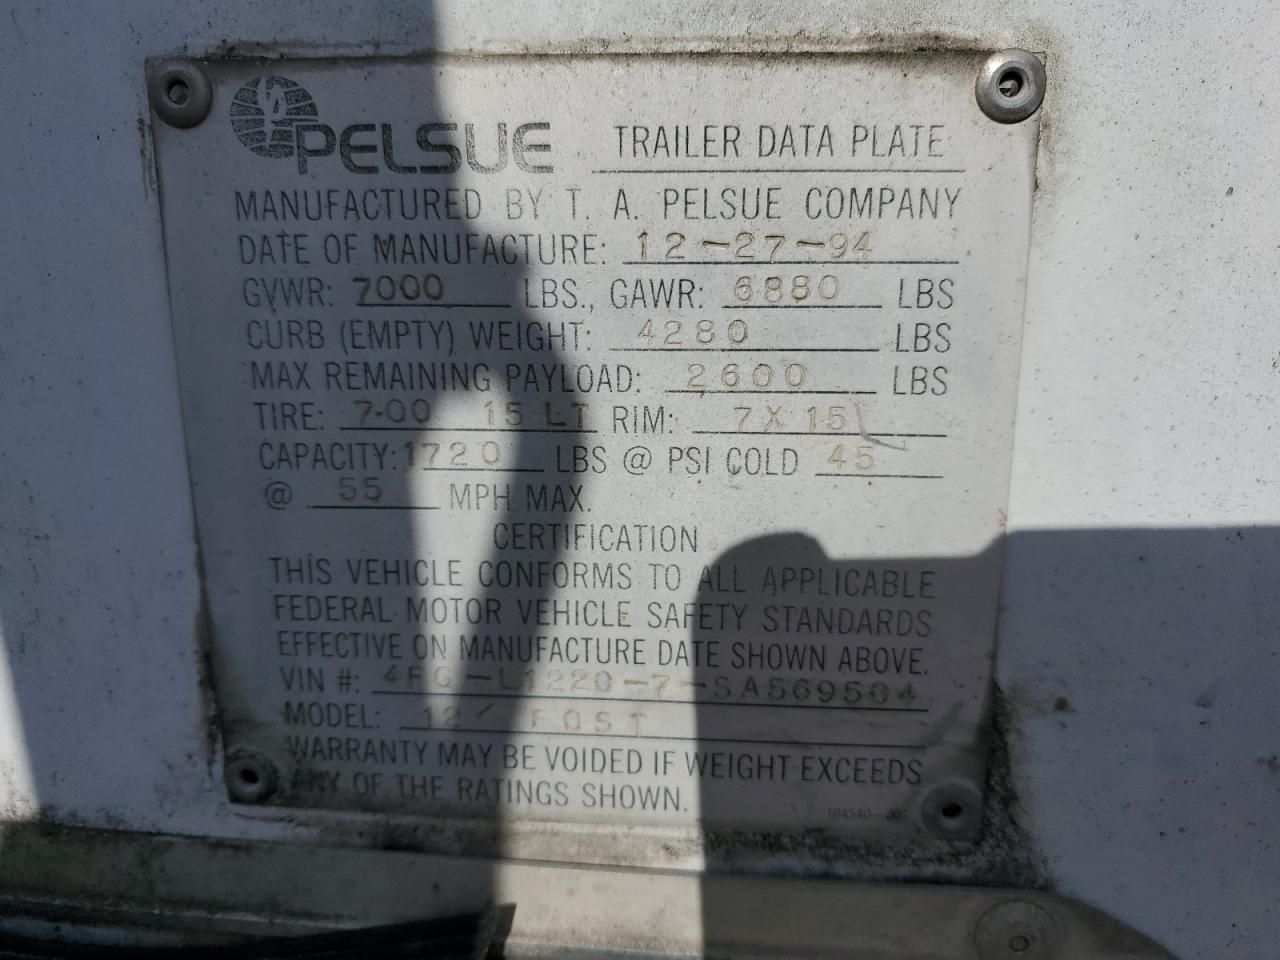 PELSUE TRAILER DATA PLATE
MANUFACTURED BY T. A. PELSUE COMPANY
DATE OF MANUFACTURE: 12-27-94
GVWR: 7000 LBS., GAWR: 6880 LBS
CURB (EMPTY) WEIGHT: 4280 LBS
MAX REMAINING PAYLOAD: 2600 LBS
TIRE: 7.00 15 LT RIM: 7 X 15
CAPACITY: 1720 LBS @ PSI COLD 45
@ 55 MPH MAX.
CERTIFICATION
THIS VEHICLE CONFORMS TO ALL APPLICABLE
FEDERAL MOTOR VEHICLE SAFETY STANDARDS
EFFECTIVE ON MANUFACTURE DATE SHOWN ABOVE.
VIN #:
MODEL: 12' FOST
WARRANTY MAY BE VOIDED IF WEIGHT EXCEEDS
ANY OF THE RATINGS SHOWN.